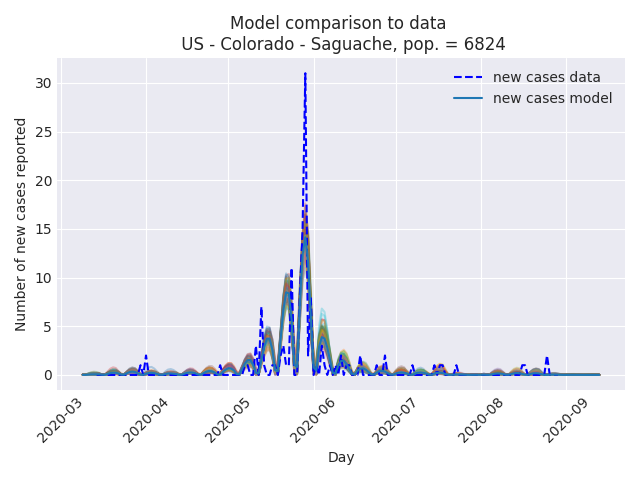 Model comparison to data
US - Colorado - Saguache, pop. = 6824
Number of new cases reported
30
25
20
15
10
5
0
new cases data
new cases model
2020-03
2020-04
2020-05
2020-06
2020-07
2020-08
2020-09
Day